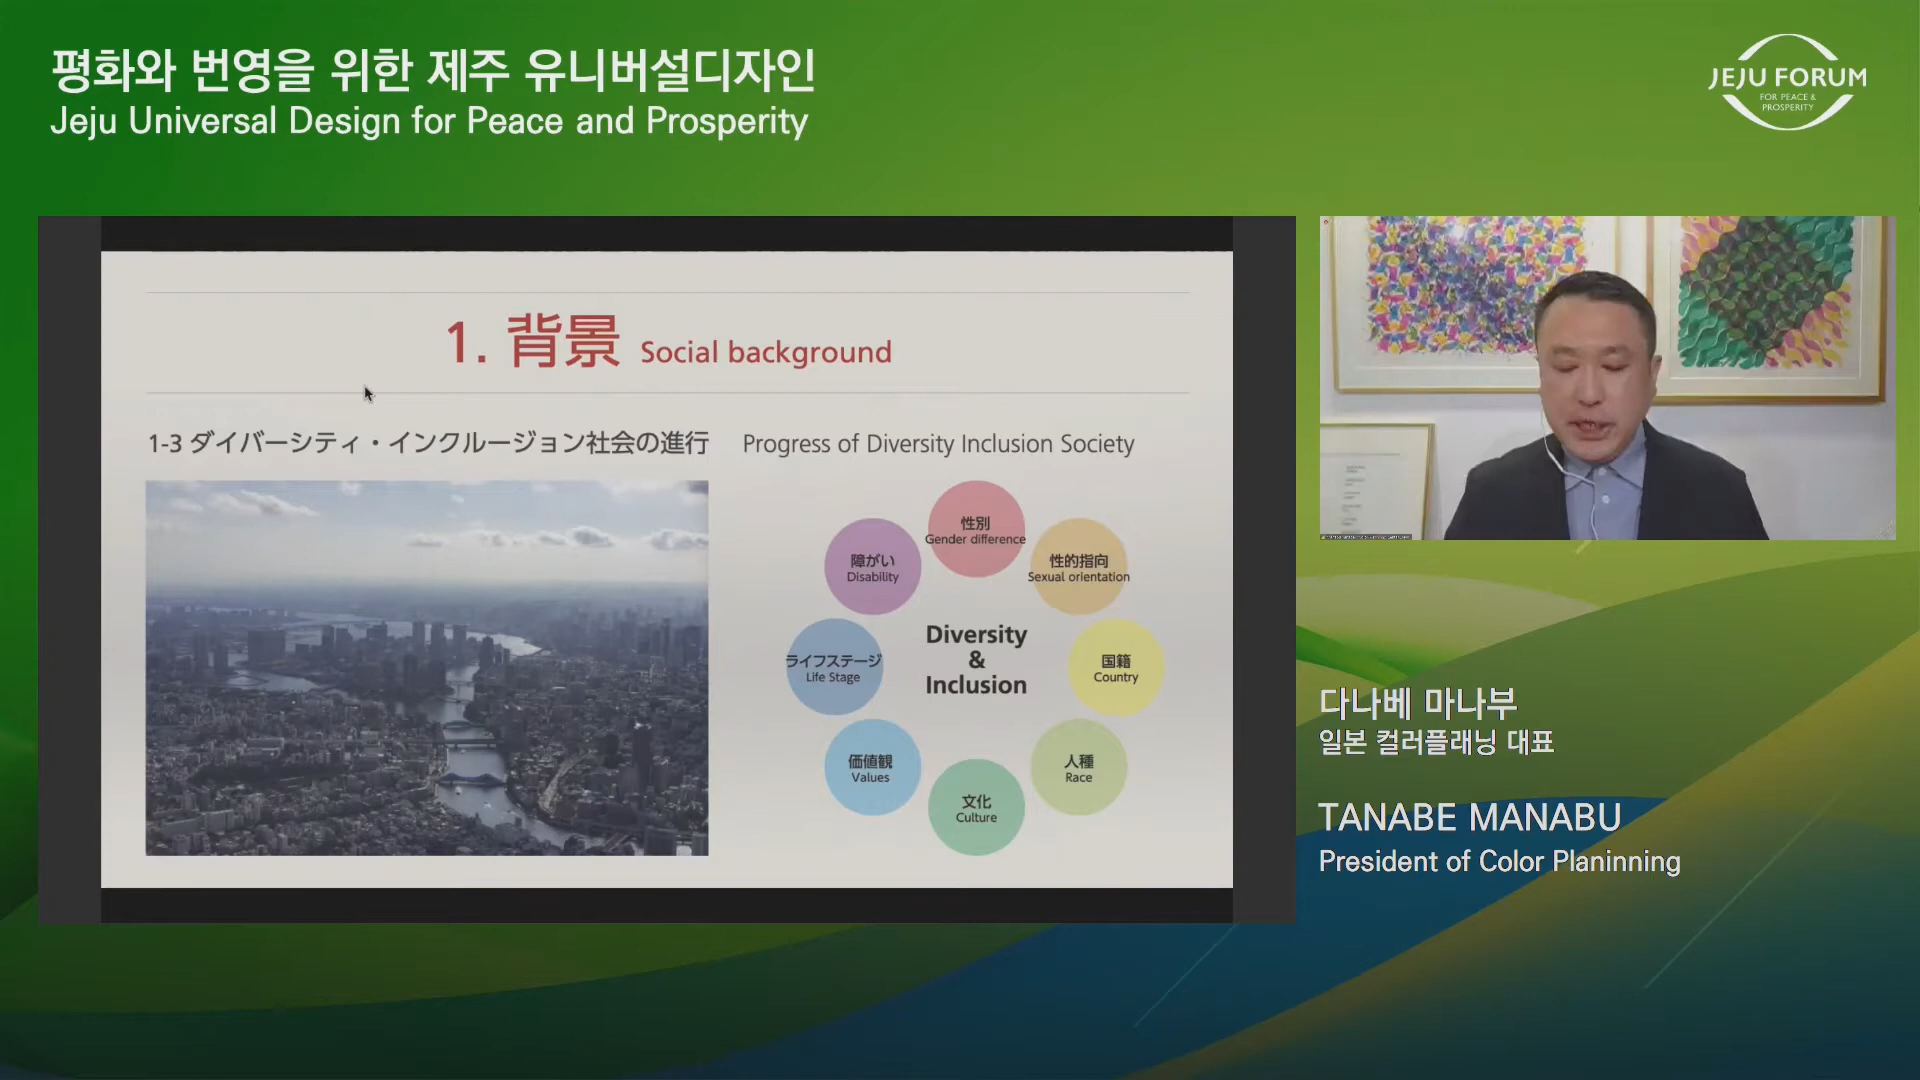 평화와 번영을 위한 제주 유니버설디자인
Jeju Universal Design for Peace and Prosperity
JEJU FORUM
FOR PEACE &
PROSPERITY
1. 背景 Social background
1-3 ダイバーシティ・インクルージョン社会の進行 Progress of Diversity Inclusion Society
性別
Gender difference
障がい
Disability
性的指向
Sexual orientation
Diversity
&
Inclusion
ライフステージ
Life Stage
国籍
Country
価値観
Values
人種
Race
文化
Culture
다나베 마나부
일본 컬러플래닝 대표
TANABE MANABU
President of Color Planinning